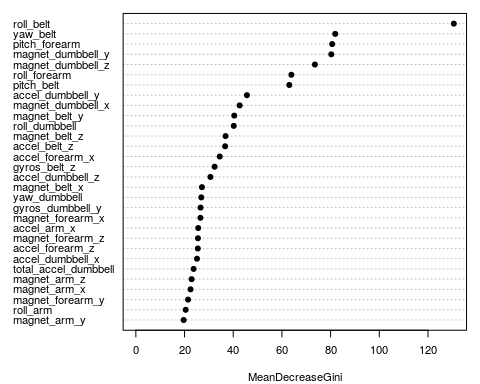 roll_belt
yaw_belt
pitch_forearm
magnet_dumbbell_y
magnet_dumbbell_z
roll_forearm
pitch_belt
accel_dumbbell_y
magnet_dumbbell_x
magnet_belt_y
roll_dumbbell
magnet_belt_z
accel_belt_z
accel_forearm_x
gyros_belt_z
accel_dumbbell_z
magnet_belt_x
yaw_dumbbell
gyros_dumbbell_y
magnet_forearm_x
accel_arm_x
magnet_forearm_z
accel_forearm_z
accel_dumbbell_x
total_accel_dumbbell
magnet_arm_z
magnet_arm_x
magnet_forearm_y
roll_arm
magnet_arm_y
0 20 40 60 80 100 120
MeanDecreaseGini